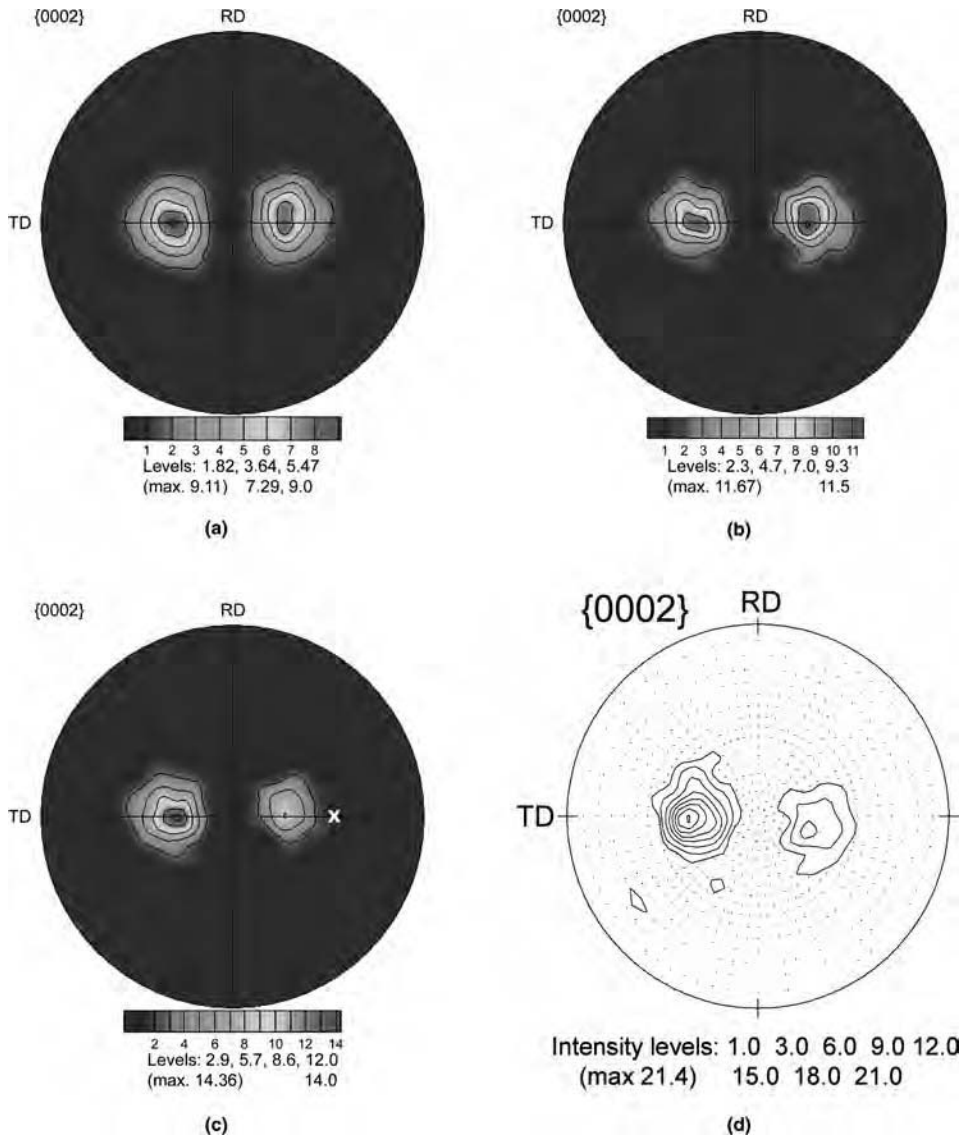 {0002} RD
TD
1 2 3 4 5 6 7 8
Levels: 1.82, 3.64, 5.47
(max. 9.11) 7.29, 9.0
(a)
{0002} RD
TD
1 2 3 4 5 6 7 8 9 10 11
Levels: 2.3, 4.7, 7.0, 9.3
(max. 11.67) 11.5
(b)
{0002} RD
TD
X
2 4 6 8 10 12 14
Levels: 2.9, 5.7, 8.6, 12.0
(max. 14.36) 14.0
(c)
{0002} RD
TD
Intensity levels: 1.0 3.0 6.0 9.0 12.0
(max 21.4) 15.0 18.0 21.0
(d)